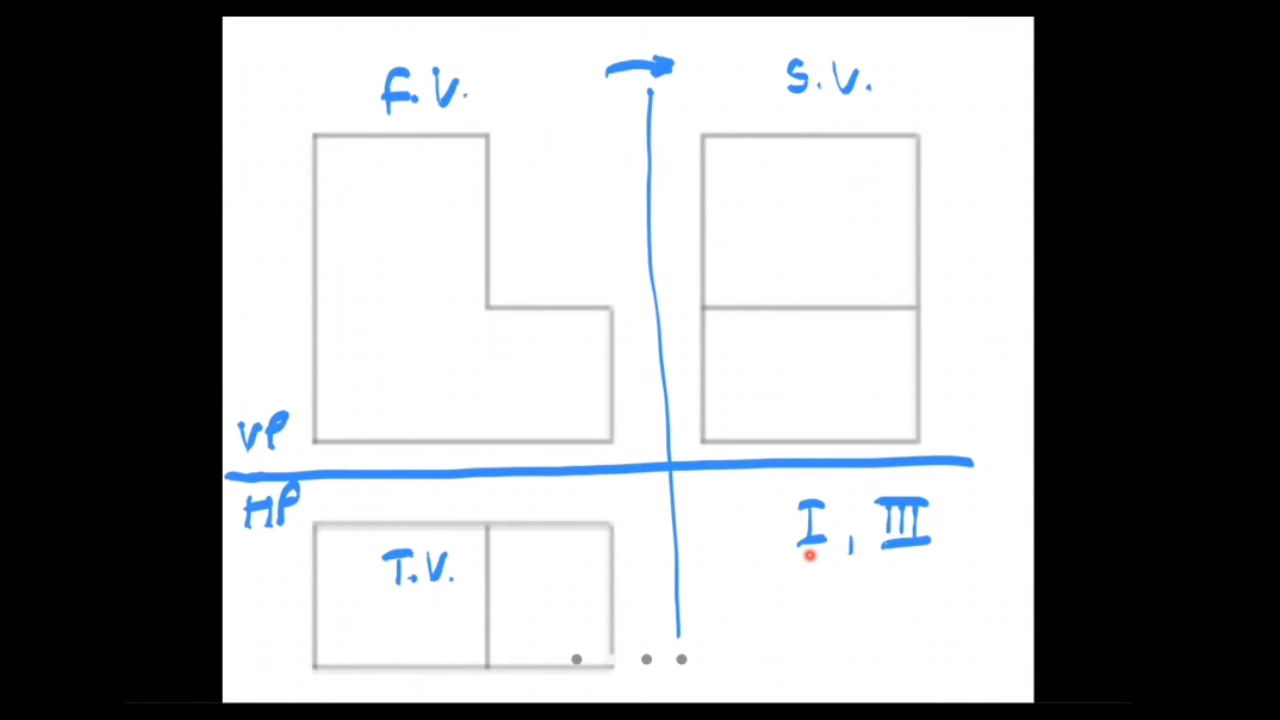 F.V.
S.V.
VP
HP
T.V.
I, III